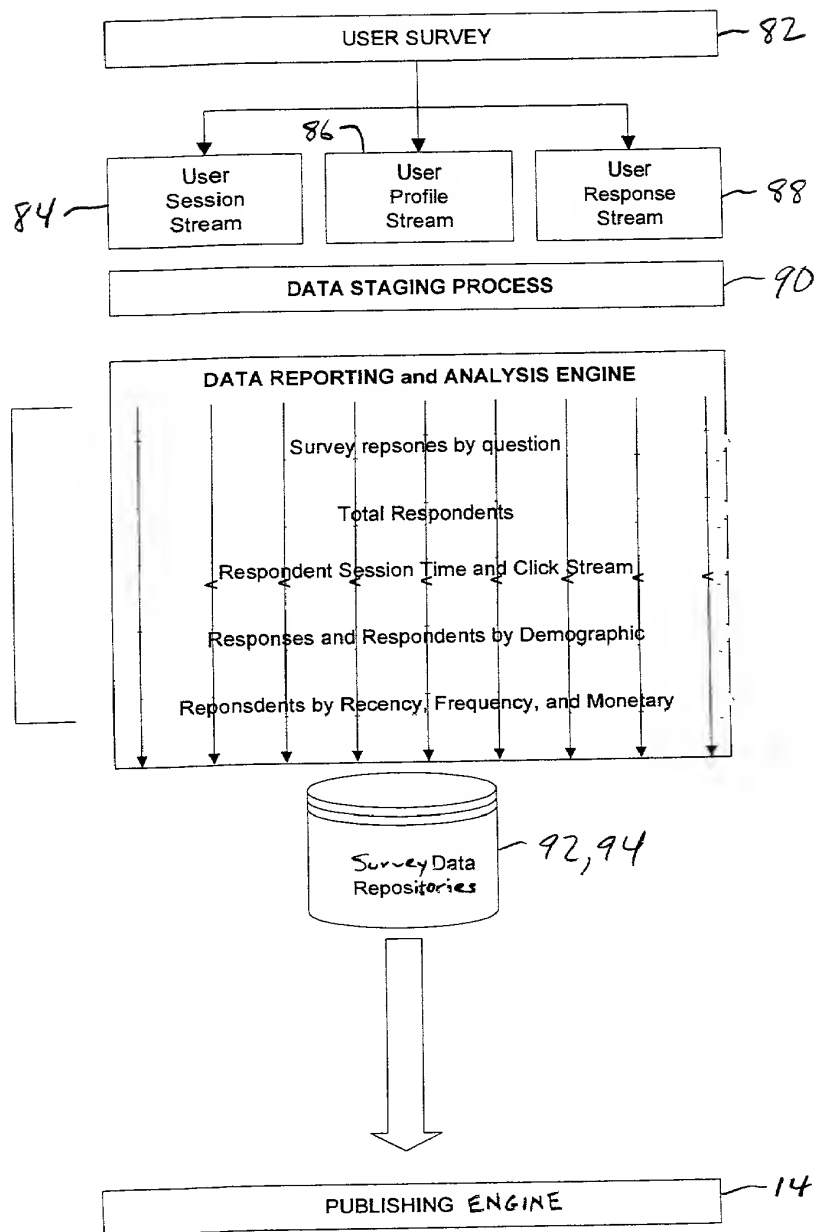 USER SURVEY
82
86
User
Session
Stream
User
Profile
Stream
User
Response
Stream
84
88
DATA STAGING PROCESS
90
DATA REPORTING and ANALYSIS ENGINE
Survey repsones by question
Total Respondents
Respondent Session Time and Click Stream
Responses and Respondents by Demographic
Reponsdents by Recency, Frequency, and Monetary
Survey Data
Repositories
92,94
PUBLISHING ENGINE
14